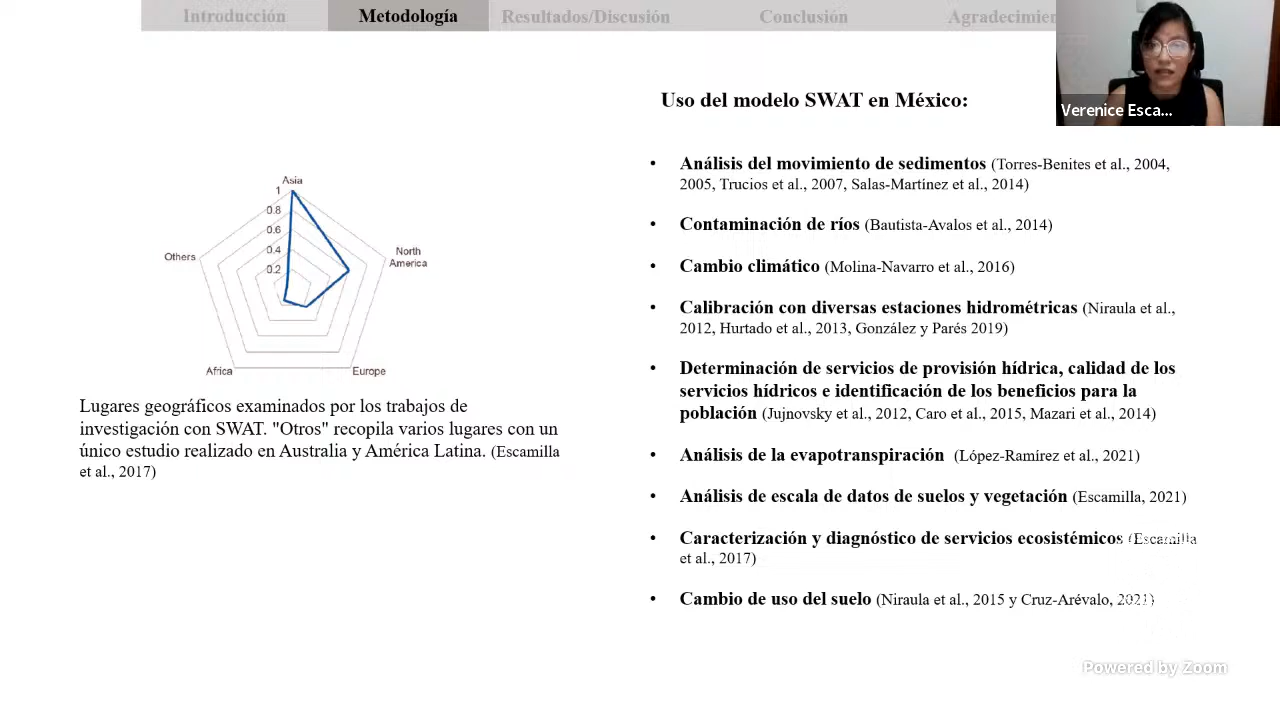 Introducción Metodología Resultados/Discusión Conclusión
Verenice Esca...
Uso del modelo SWAT en México:
Asia
1
0.8
0.6
0.4
0.2
Others
North
America
Africa
Europe
Lugares geográficos examinados por los trabajos de
investigación con SWAT. "Otros" recopila varios lugares con un
único estudio realizado en Australia y América Latina. (Escamilla
et al., 2017)
• Análisis del movimiento de sedimentos (Torres-Benites et al., 2004,
2005, Trucios et al., 2007, Salas-Martínez et al., 2014)
• Contaminación de ríos (Bautista-Avalos et al., 2014)
• Cambio climático (Molina-Navarro et al., 2016)
• Calibración con diversas estaciones hidrométricas (Niraula et al.,
2012, Hurtado et al., 2013, González y Parés 2019)
• Determinación de servicios de provisión hídrica, calidad de los
servicios hídricos e identificación de los beneficios para la
población (Jujnovsky et al., 2012, Caro et al., 2015, Mazari et al., 2014)
• Análisis de la evapotranspiración (López-Ramírez et al., 2021)
• Análisis de escala de datos de suelos y vegetación (Escamilla, 2021)
• Caracterización y diagnóstico de servicios ecosistémicos (Escamilla
et al., 2017)
• Cambio de uso del suelo (Niraula et al., 2015 y Cruz-Arévalo, 2021)
Powered by Zoom